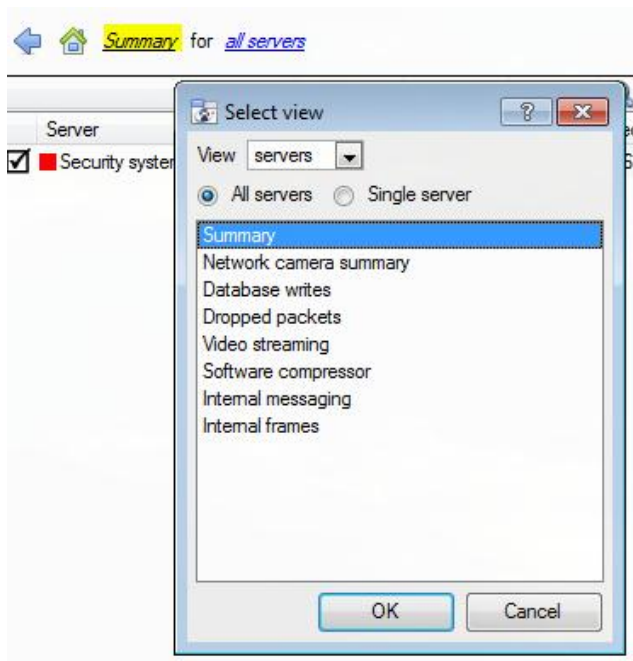 Summary for all servers
Select view
Server
View servers
Security system
All servers Single server
Summary
Network camera summary
Database writes
Dropped packets
Video streaming
Software compressor
Internal messaging
Internal frames
OK Cancel